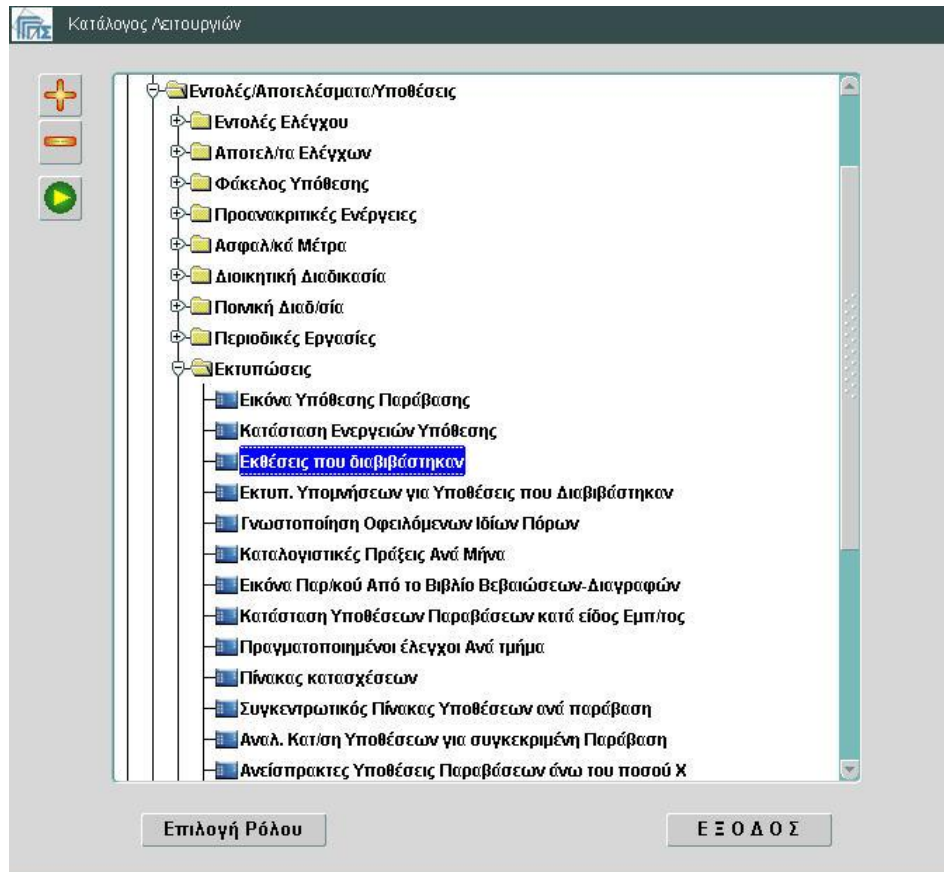 Κατάλογος Λειτουργιών
Εντολές/Αποτελέσματα/Υποθέσεις
Εντολές Ελέγχου
Αποτελ/τα Ελέγχων
Φάκελος Υπόθεσης
Προανακριτικές Ενέργειες
Ασφαλ/κά Μέτρα
Διοικητική Διαδικασία
Ποινική Διαδ/σία
Περιοδικές Εργασίες
Εκτυπώσεις
Εικόνα Υπόθεσης Παράβασης
Κατάσταση Ενεργειών Υπόθεσης
Εκθέσεις που διαβιβάστηκαν
Εκτυπ. Υπομνήσεων για Υποθέσεις που Διαβιβάστηκαν
Γνωστοποίηση Οφειλόμενων Ιδίων Πόρων
Καταλογιστικές Πράξεις Ανά Μήνα
Εικόνα Παρ/κού Από το Βιβλίο Βεβαιώσεων-Διαγραφών
Κατάσταση Υποθέσεων Παραβάσεων κατά είδος Εμπ/τος
Πραγματοποιημένοι έλεγχοι Ανά τμήμα
Πίνακας κατασχέσεων
Συγκεντρωτικός Πίνακας Υποθέσεων ανά παράβαση
Αναλ. Κατ/ση Υποθέσεων για συγκεκριμένη Παράβαση
Ανείσπρακτες Υποθέσεις Παραβάσεων άνω του ποσού Χ
Επιλογή Ρόλου
Ε Ξ Ο Δ Ο Σ